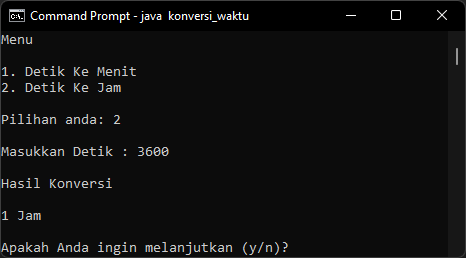 Command Prompt - java  konversi_waktu
Menu
1. Detik Ke Menit
2. Detik Ke Jam
Pilihan anda: 2
Masukkan Detik : 3600
Hasil Konversi
1 Jam
Apakah Anda ingin melanjutkan (y/n)?